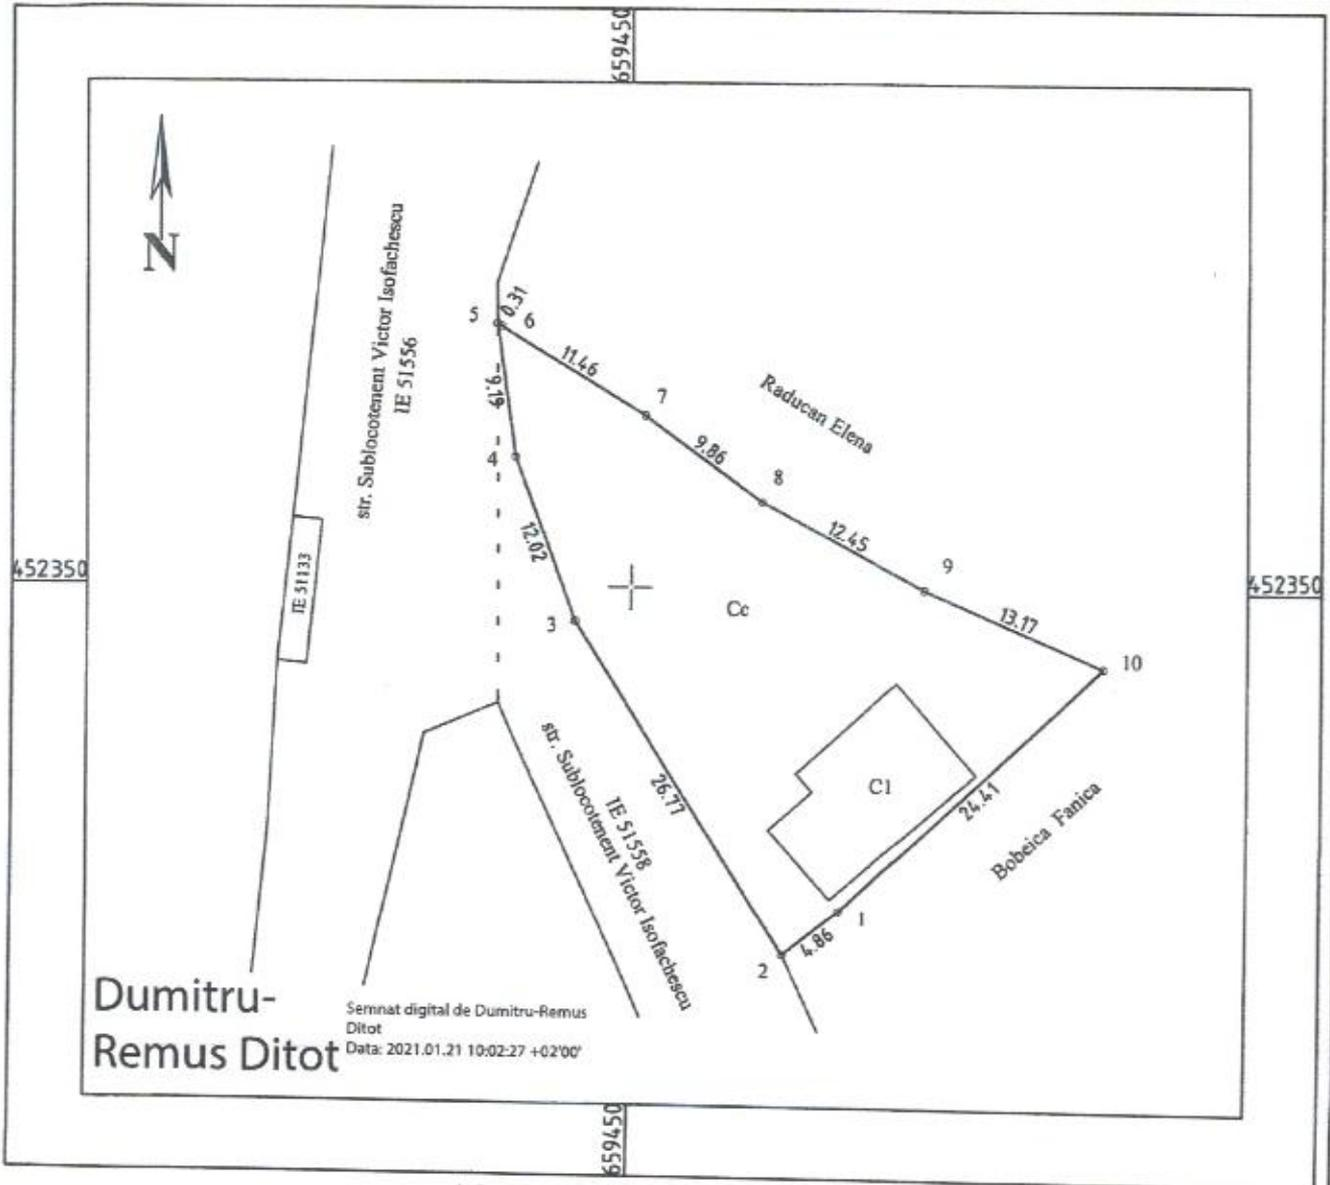 659450
N
str. Sublocotenent Victor Isofachescu
IE 51556
5
0.31
6
11.46
7
Raducan Elena
9.19
4
9.86
8
12.02
12.45
9
452350
IE 51133
452350
3
Cc
13.17
10
str. Sublocotenent Victor Isofachescu
IE 51558
26.77
C1
24.41
Bobeica Fanica
1
4.86
2
Dumitru-
Remus Ditot
Semnat digital de Dumitru-Remus
Ditot
Data: 2021.01.21 10:02:27 +02'00'
659450